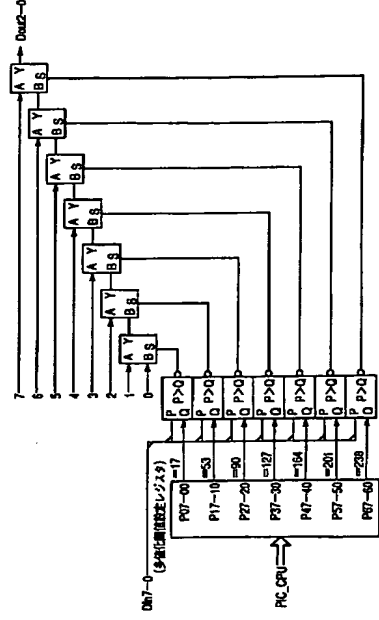 Dout2-0
7
A Y
B S
6
A Y
B S
5
A Y
B S
4
A Y
B S
3
A Y
B S
2
A Y
B S
1
0
A Y
B S
Din7-0
(多値化閾値設定レジスタ)
P07-00
=17
P
Q
P>Q
P17-10
=53
P
Q
P>Q
P27-20
=90
P
Q
P>Q
P37-30
=127
P
Q
P>Q
P47-40
=164
P
Q
P>Q
P57-50
=201
P
Q
P>Q
P67-60
=238
P
Q
P>Q
PIC_CPU